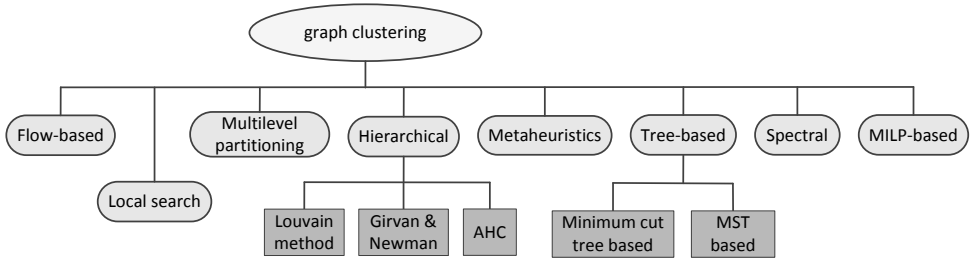 graph clustering
Flow-based
Local search
Multilevel
partitioning
Hierarchical
Metaheuristics
Tree-based
Spectral
MILP-based
Louvain
method
Girvan &
Newman
AHC
Minimum cut
tree based
MST
based